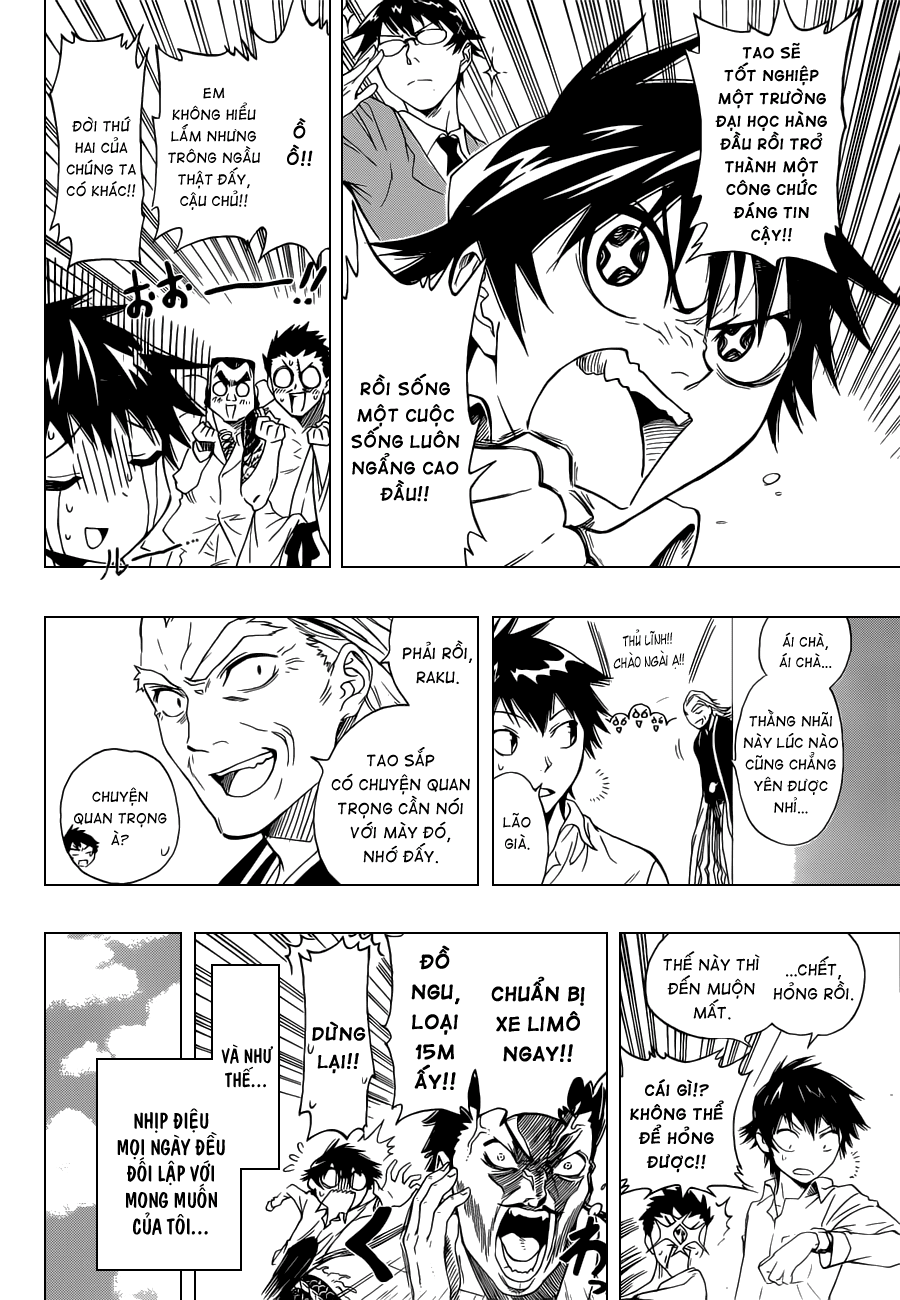 TAO SẼ
TỐT NGHIỆP
MỘT TRƯỜNG
ĐẠI HỌC HÀNG
ĐẦU RỒI TRỞ
THÀNH MỘT
CÔNG CHỨC
ĐÁNG TIN
CẬY!!
RỒI SỐNG
MỘT CUỘC
SỐNG LUÔN
NGẨNG CAO
ĐẦU!!
Ồ
Ồ!!
EM
KHÔNG HIỂU
LẮM NHƯNG
TRÔNG NGẦU
THẬT ĐẤY,
CẬU CHỦ!!
ĐỜI THỨ
HAI CỦA
CHÚNG TA
CÓ KHÁC!!
おおーー!!
ルー…
ÁI CHÀ,
ÁI CHÀ...
THẰNG NHÃI
NÀY LÚC NÀO
CŨNG CHẲNG
YÊN ĐƯỢC
NHỈ...
THỦ LĨNH!!
CHÀO NGÀI Ạ!!
LÃO
GIÀ.
PHẢI RỒI,
RAKU.
TAO SẮP
CÓ CHUYỆN QUAN
TRỌNG CẦN NÓI
VỚI MÀY ĐÓ,
NHỚ ĐẤY.
CHUYỆN
QUAN TRỌNG
À?
...CHẾT,
HỎNG RỒI.
THẾ NÀY THÌ
ĐẾN MUỘN
MẤT.
CÁI GÌ!?
KHÔNG THỂ
ĐỂ HỎNG
ĐƯỢC!!
CHUẨN BỊ
XE LIMÔ
NGAY!!
ĐỒ
NGU,
LOẠI
15M
ẤY!!
DỪNG
LẠI!!
わっ
く
VÀ NHƯ
THẾ...
NHỊP ĐIỆU
MỌI NGÀY ĐỀU
ĐỐI LẬP VỚI
MONG MUỐN
CỦA TÔI...